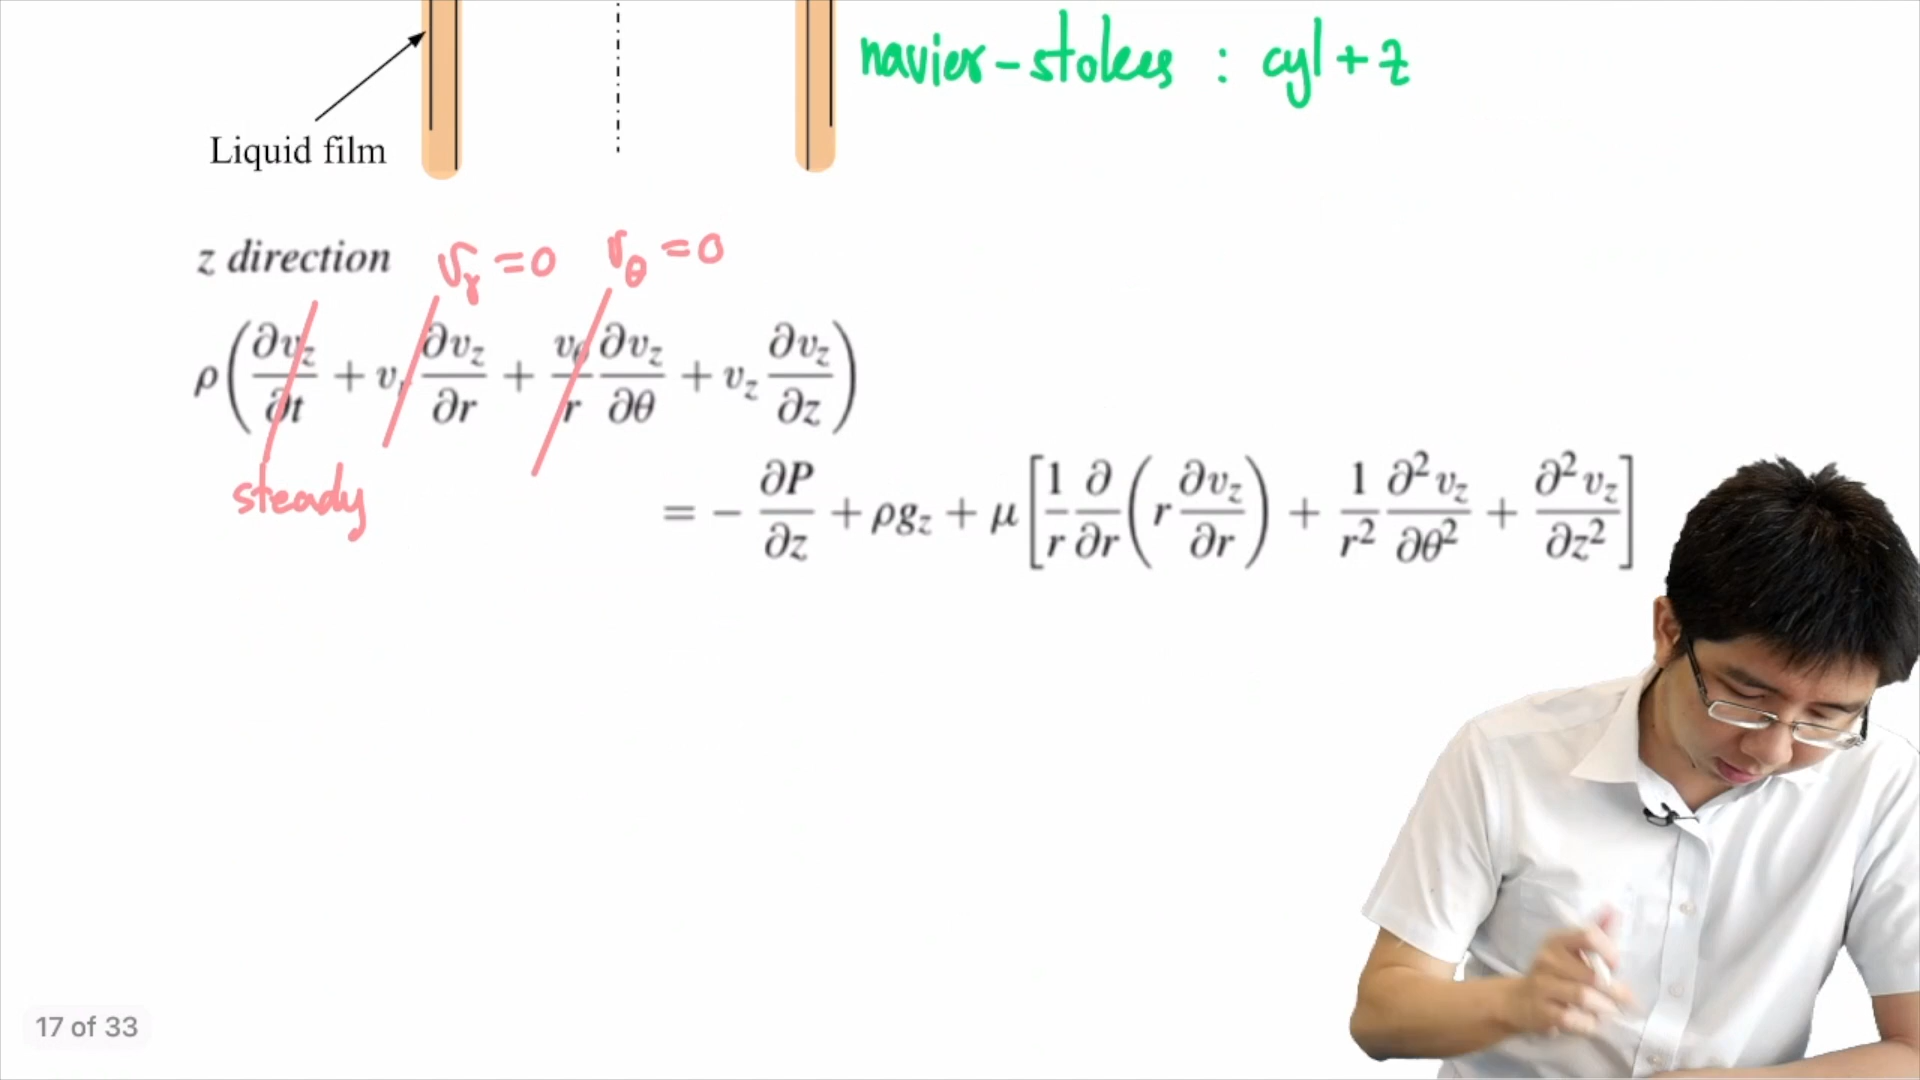 navier-stokes : cyl + z
Liquid film
z direction
v_r = 0
v_θ = 0
ρ(∂v_z/∂t + v_r ∂v_z/∂r + v_θ/r ∂v_z/∂θ + v_z ∂v_z/∂z)
steady
= - ∂P/∂z + ρg_z + μ[1/r ∂/∂r (r ∂v_z/∂r) + 1/r² ∂²v_z/∂θ² + ∂²v_z/∂z²]
17 of 33